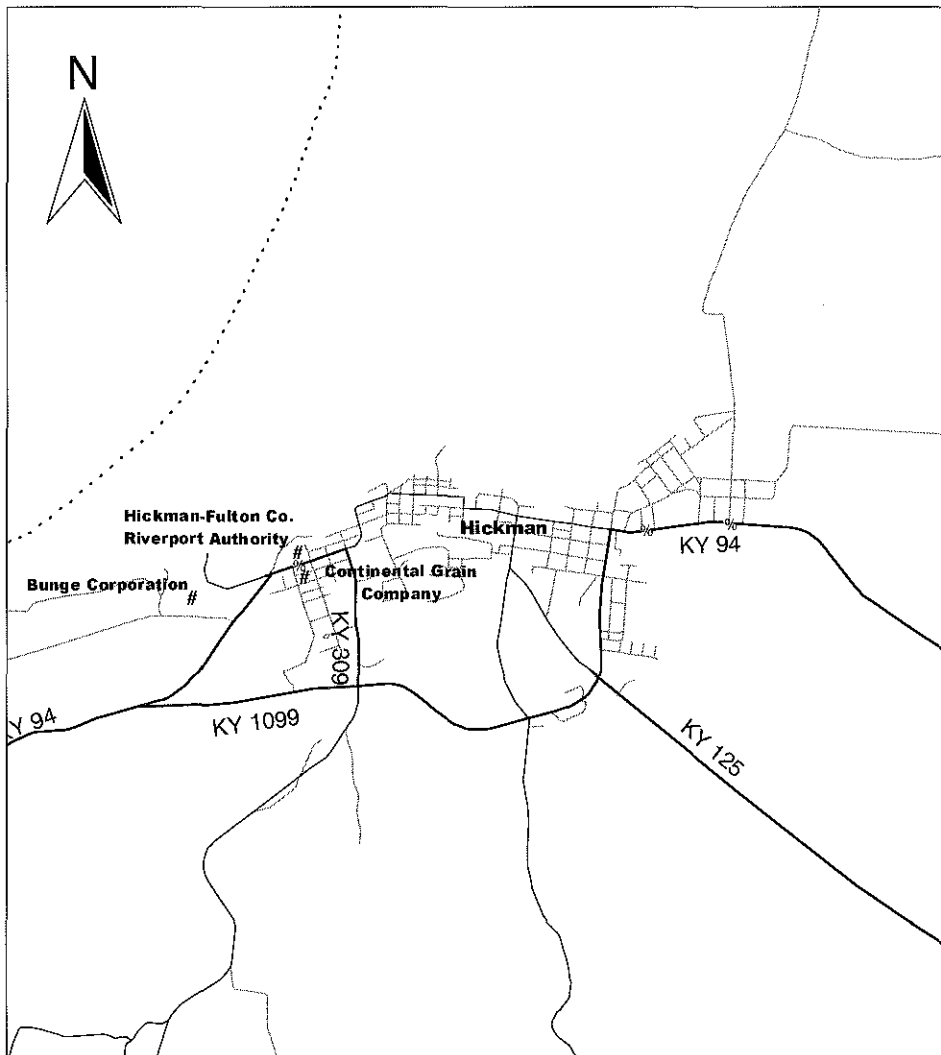 N
Hickman-Fulton Co.
Riverport Authority
#
%
#
Bunge Corporation
#
Continental Grain
Company
Hickman
%
%
KY 94
KY 309
KY 94
KY 1099
KY 125